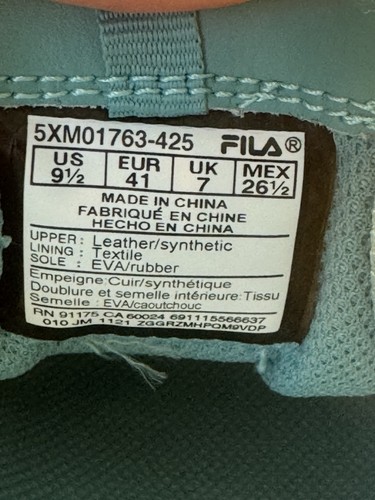 5XM01763-425 FILA®
US EUR UK MEX
9½ 41 7 26½
MADE IN CHINA
FABRIQUÉ EN CHINE
HECHO EN CHINA
UPPER : Leather/synthetic
LINING : Textile
SOLE : EVA/rubber
Empeigne:Cuir/synthétique
Doublure et semelle intérieure:Tissu
Semelle : EVA/caoutchouc
RN 91175 CA 60024 691115566637
010 JM 1121 ZGGRZMHPQM9VDP